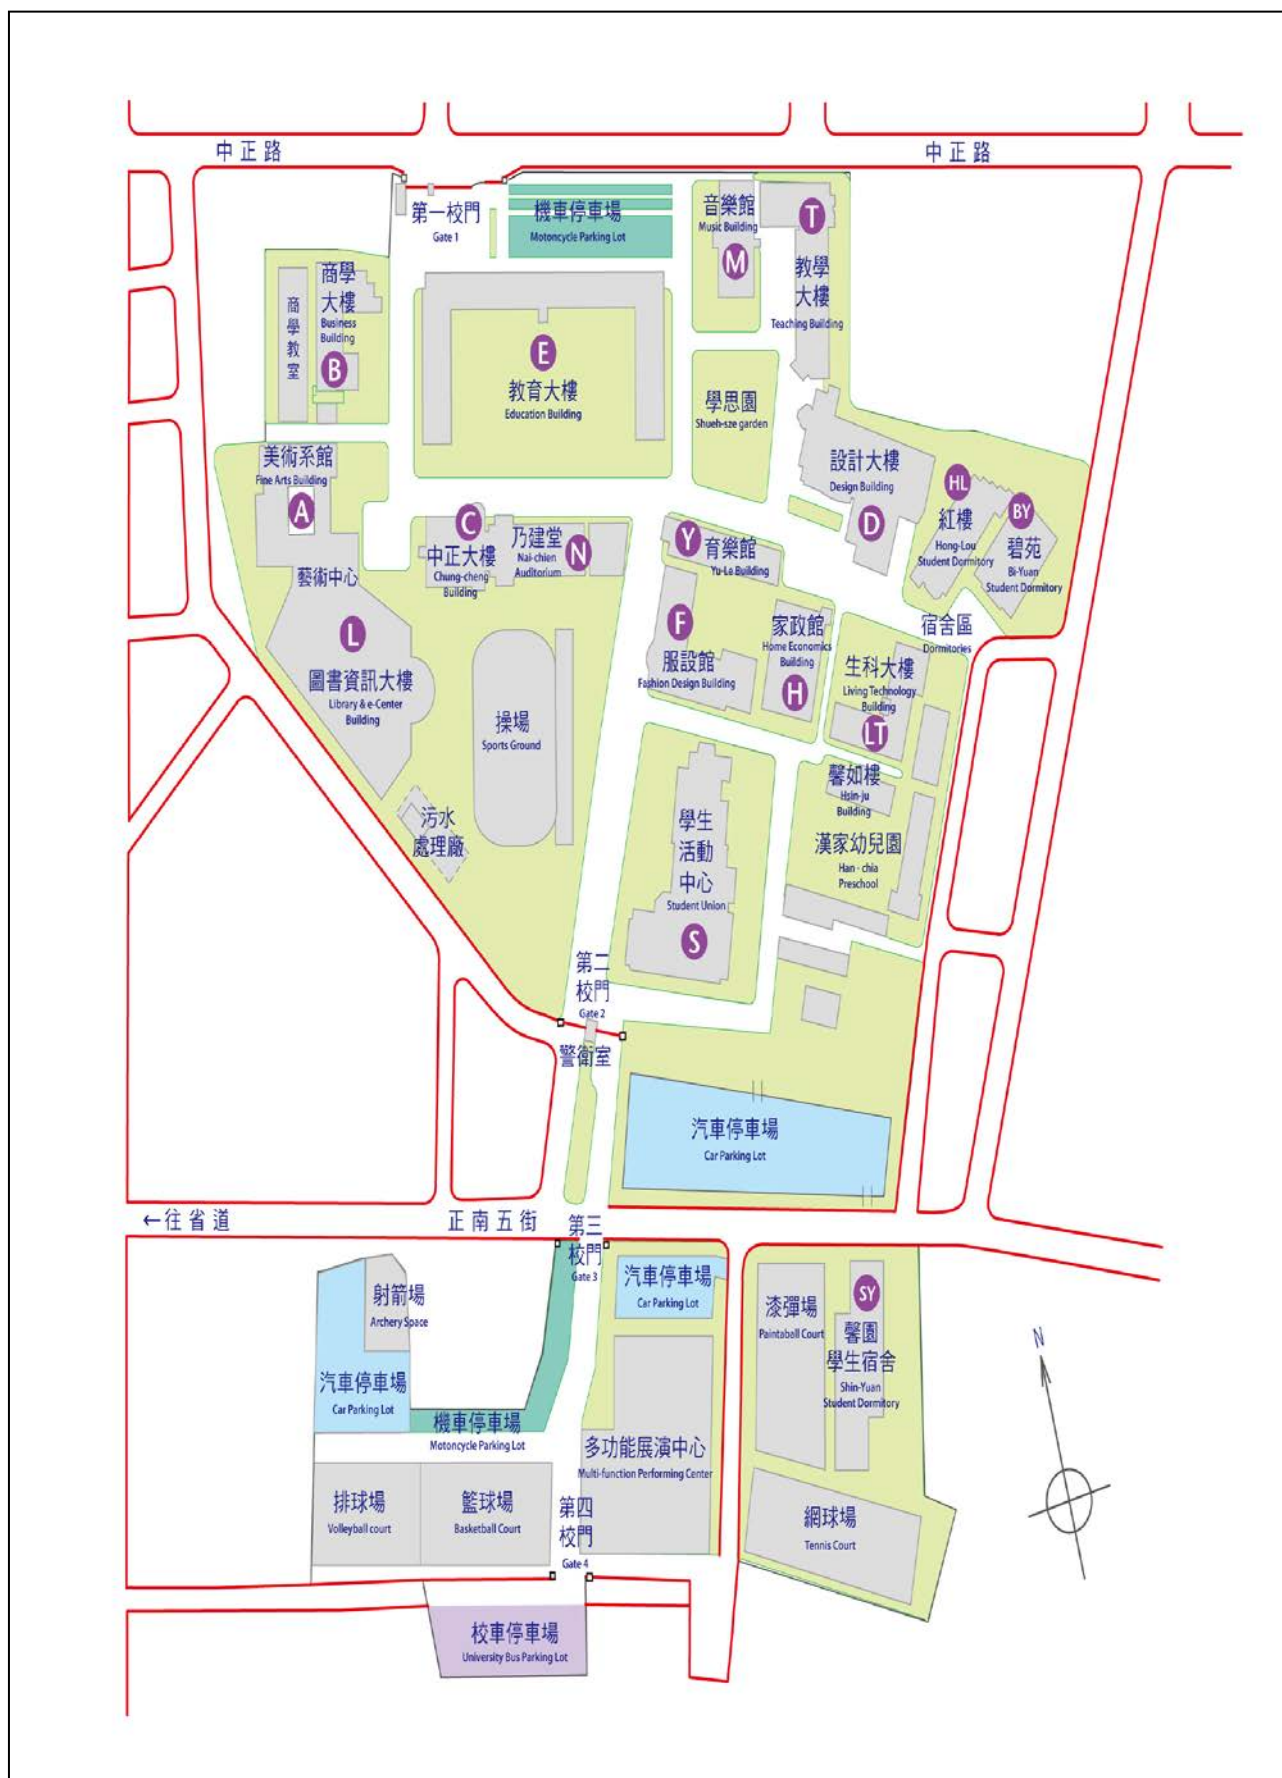 中正路
中正路
第一校門
Gate 1
機車停車場
Motoncycle Parking Lot
音樂館
Music Building
M
T
教學
大樓
Teaching Building
商學
大樓
Business
Building
B
商學教室
E
教育大樓
Education Building
學思園
Shueh-sze garden
美術系館
Fine Arts Building
A
設計大樓
Design Building
D
HL
紅樓
Hong-Lou
Student Dormitory
BY
碧苑
Bi-Yuan
Student Dormitory
C
中正大樓
Chung-cheng
Building
乃建堂
Nai-chien
Auditorium
N
Y
育樂館
Yu-Le Building
藝術中心
L
圖書資訊大樓
Library & e-Center
Building
F
服設館
Fashion Design Building
家政館
Home Economics
Building
H
宿舍區
Dormitories
生科大樓
Living Technology
Building
LT
操場
Sports Ground
馨如樓
Hsin-ju
Building
污水
處理廠
學生
活動
中心
Student Union
S
漢家幼兒園
Han - chia
Preschool
第二
校門
Gate 2
警衛室
汽車停車場
Car Parking Lot
←往省道
正南五街
第三
校門
Gate 3
射箭場
Archery Space
汽車停車場
Car Parking Lot
汽車停車場
Car Parking Lot
漆彈場
Paintaball Court
SY
馨園
學生宿舍
Shin-Yuan
Student Dormitory
N
機車停車場
Motoncycle Parking Lot
多功能展演中心
Multi-function Performing Center
排球場
Volleyball court
籃球場
Basketball Court
第四
校門
Gate 4
網球場
Tennis Court
校車停車場
University Bus Parking Lot